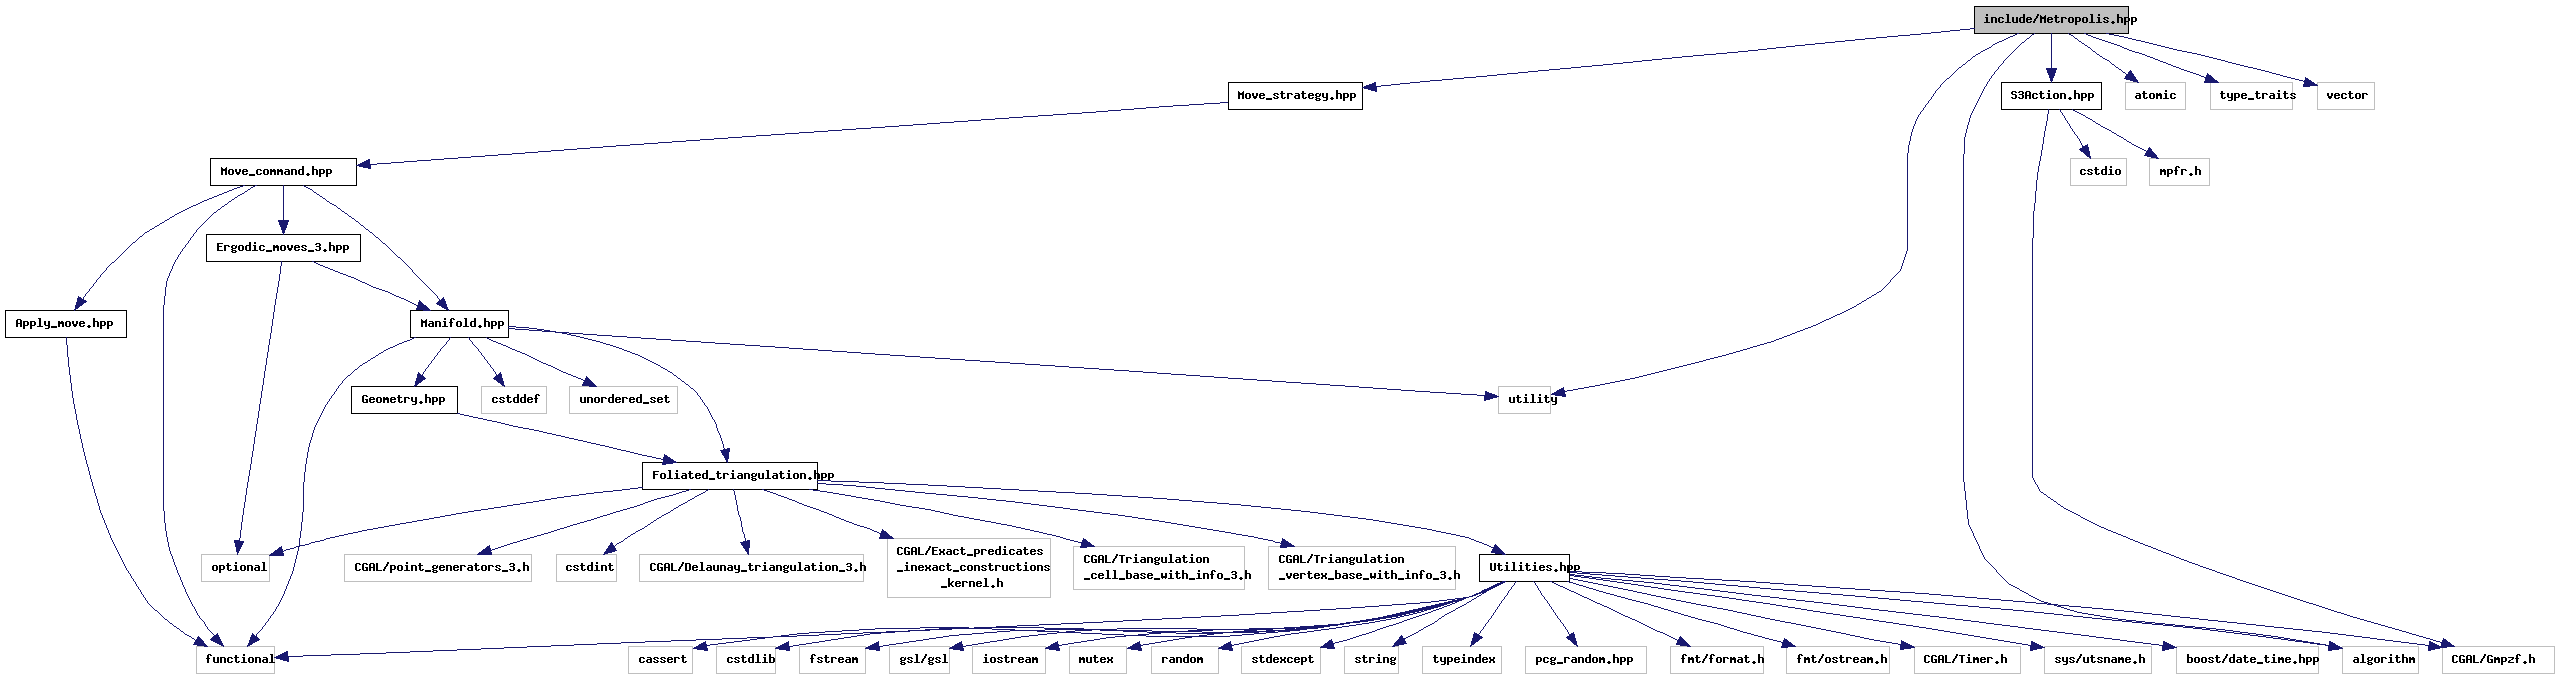 include/Metropolis.hpp
Move_strategy.hpp
S3Action.hpp
atomic
type_traits
vector
Move_command.hpp
cstdio
mpfr.h
Ergodic_moves_3.hpp
Apply_move.hpp
Manifold.hpp
Geometry.hpp
cstddef
unordered_set
utility
Foliated_triangulation.hpp
optional
CGAL/point_generators_3.h
cstdint
CGAL/Delaunay_triangulation_3.h
CGAL/Exact_predicates
_inexact_constructions
_kernel.h
CGAL/Triangulation
_cell_base_with_info_3.h
CGAL/Triangulation
_vertex_base_with_info_3.h
Utilities.hpp
functional
cassert
cstdlib
fstream
gsl/gsl
iostream
mutex
random
stdexcept
string
typeindex
pcg_random.hpp
fmt/format.h
fmt/ostream.h
CGAL/Timer.h
sys/utsname.h
boost/date_time.hpp
algorithm
CGAL/Gmpzf.h